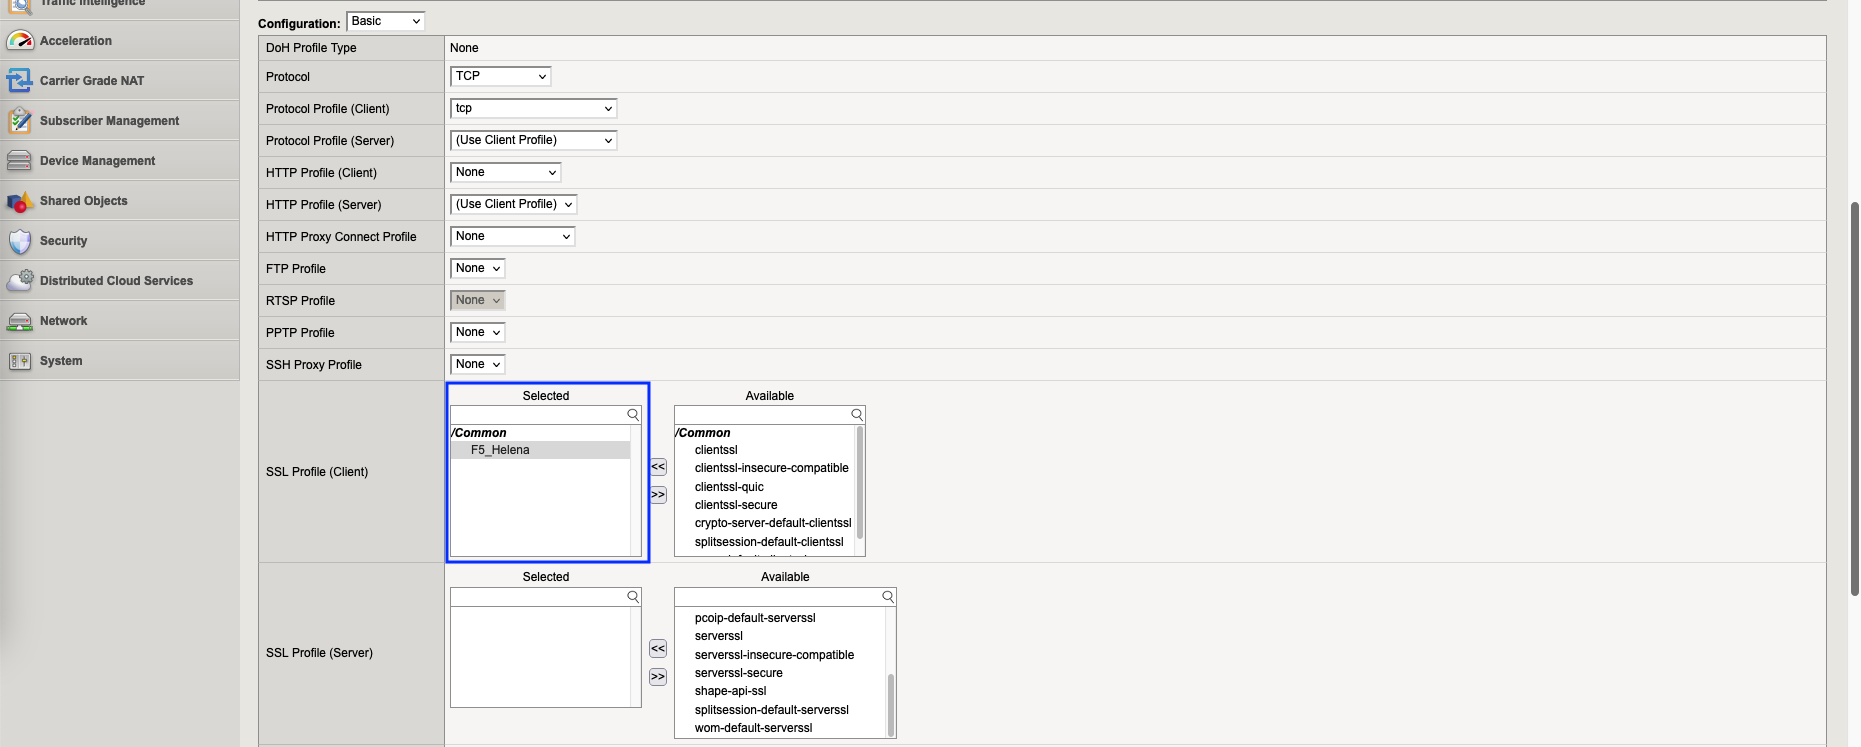 Traffic Intelligence
Acceleration
Carrier Grade NAT
Subscriber Management
Device Management
Shared Objects
Security
Distributed Cloud Services
Network
System
Configuration: Basic
DoH Profile Type None
Protocol TCP
Protocol Profile (Client) tcp
Protocol Profile (Server) (Use Client Profile)
HTTP Profile (Client) None
HTTP Profile (Server) (Use Client Profile)
HTTP Proxy Connect Profile None
FTP Profile None
RTSP Profile None
PPTP Profile None
SSH Proxy Profile None
SSL Profile (Client)
Selected
/Common
F5_Helena
<<
>>
Available
/Common
clientssl
clientssl-insecure-compatible
clientssl-quic
clientssl-secure
crypto-server-default-clientssl
splitsession-default-clientssl
SSL Profile (Server)
Selected
<<
>>
Available
pcoip-default-serverssl
serverssl
serverssl-insecure-compatible
serverssl-secure
shape-api-ssl
splitsession-default-serverssl
wom-default-serverssl